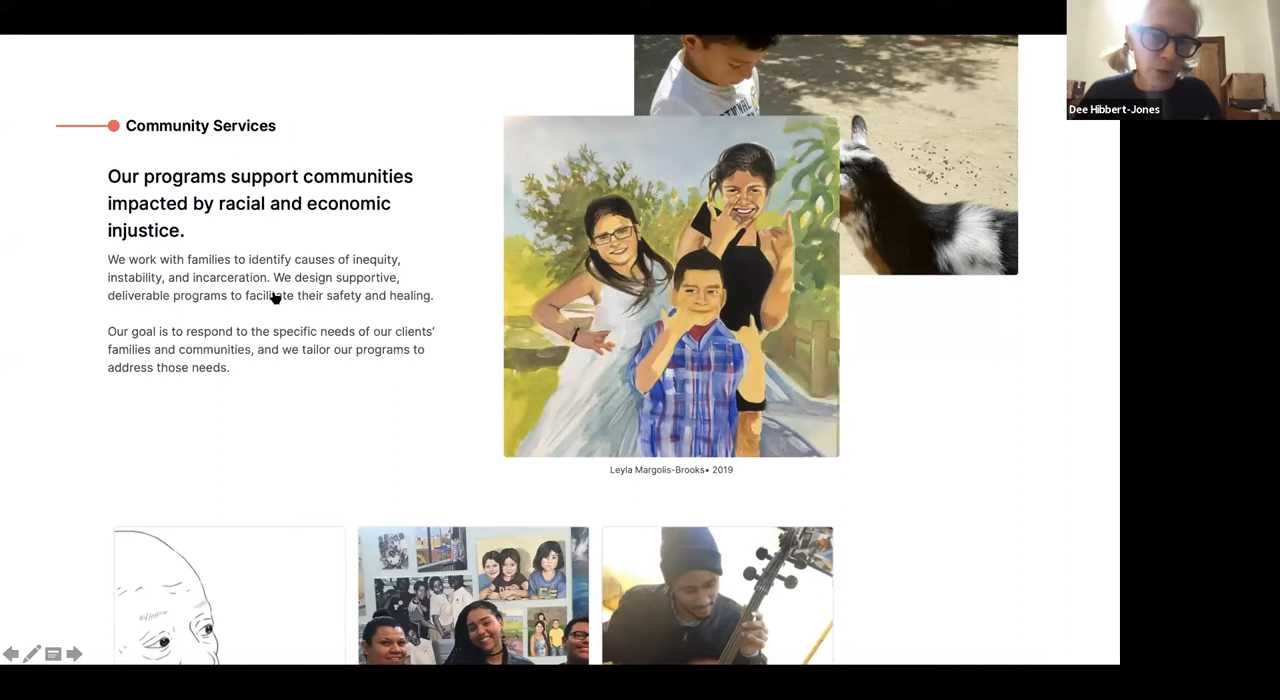 Dee Hibbert-Jones
Community Services
Our programs support communities
impacted by racial and economic
injustice.
We work with families to identify causes of inequity,
instability, and incarceration. We design supportive,
deliverable programs to facilitate their safety and healing.
Our goal is to respond to the specific needs of our clients’
families and communities, and we tailor our programs to
address those needs.
Leyla Margolis-Brooks• 2019